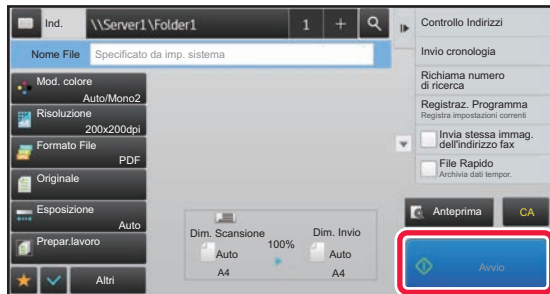 Ind.
\\Server1\Folder1
1
+
Nome File
Specificato da imp. sistema
Mod. colore
Auto/Mono2
Risoluzione
200x200dpi
Formato File
PDF
Originale
Esposizione
Auto
Prepar.lavoro
Altri
Dim. Scansione
100%
Dim. Invio
Auto
Auto
A4
A4
Controllo Indirizzi
Invio cronologia
Richiama numero
di ricerca
Registraz. Programma
Registra impostazioni correnti
Invia stessa immag.
dell'indirizzo fax
File Rapido
Archivia dati tempor.
Anteprima
CA
Avvio